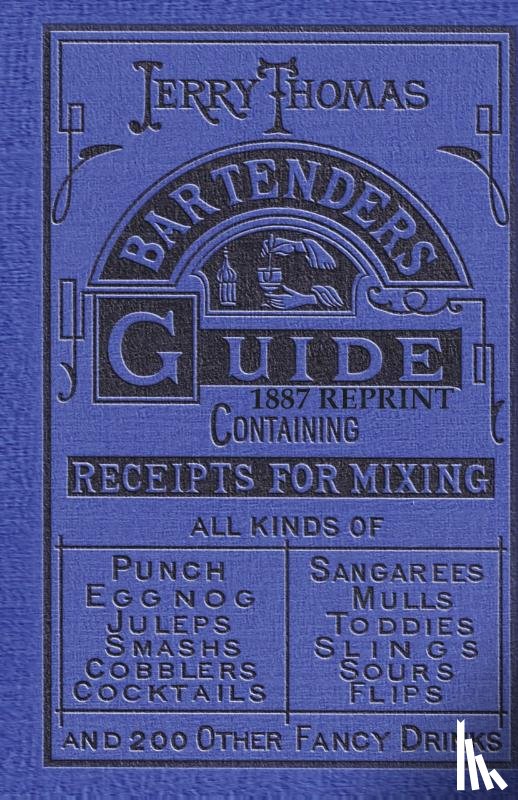 JERRY THOMAS
BARTENDERS
GUIDE
1887 REPRINT
CONTAINING
RECEIPTS FOR MIXING
ALL KINDS OF
PUNCH
EGGNOG
JULEPS
SMASHS
COBBLERS
COCKTAILS
SANGAREES
MULLS
TODDIES
SLINGS
SOURS
FLIPS
AND 200 OTHER FANCY DRINKS